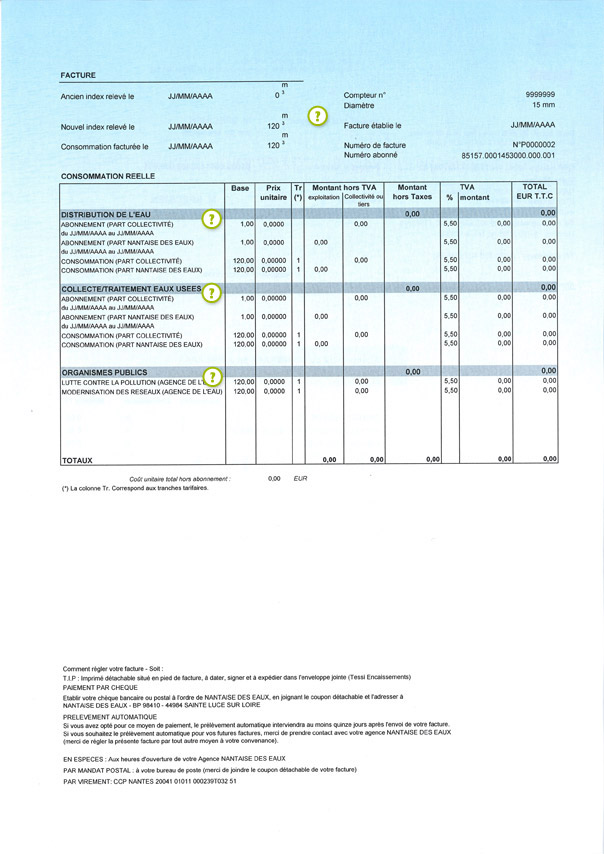 FACTURE
Ancien index relevé le JJ/MM/AAAA 0 m3
Compteur n° 9999999
Diamètre 15 mm
Nouvel index relevé le JJ/MM/AAAA 120 m3
?
Facture établie le JJ/MM/AAAA
Consommation facturée le JJ/MM/AAAA 120 m3
Numéro de facture N°P0000002
Numéro abonné 85157.0001453000.000.001
CONSOMMATION REELLE
Base Prix unitaire Tr (*) Montant hors TVA exploitation Collectivité ou tiers Montant hors Taxes TVA % montant TOTAL EUR T.T.C
DISTRIBUTION DE L'EAU ? 0,00 0,00
ABONNEMENT (PART COLLECTIVITÉ) 1,00 0,0000 0,00 5,50 0,00 0,00
du JJ/MM/AAAA au JJ/MM/AAAA
ABONNEMENT (PART NANTAISE DES EAUX) 1,00 0,0000 0,00 5,50 0,00 0,00
du JJ/MM/AAAA au JJ/MM/AAAA
CONSOMMATION (PART COLLECTIVITÉ) 120.00 0,00000 1 0,00 5,50 0,00 0,00
CONSOMMATION (PART NANTAISE DES EAUX) 120.00 0,00000 1 0,00 5,50 0,00 0,00
COLLECTE/TRAITEMENT EAUX USEES ? 0,00 0,00
ABONNEMENT (PART COLLECTIVITÉ) 1,00 0,00000 0,00 5,50 0,00 0,00
du JJ/MM/AAAA au JJ/MM/AAAA
ABONNEMENT (PART NANTAISE DES EAUX) 1,00 0,00000 0,00 5,50 0,00 0,00
du JJ/MM/AAAA au JJ/MM/AAAA
CONSOMMATION (PART COLLECTIVITÉ) 120.00 0,00000 1 0,00 5,50 0,00 0,00
CONSOMMATION (PART NANTAISE DES EAUX) 120.00 0,00000 1 0,00 5,50 0,00 0,00
ORGANISMES PUBLICS ? 0,00 0,00
LUTTE CONTRE LA POLLUTION (AGENCE DE L' 120.00 0,0000 1 0,00 5,50 0,00 0,00
MODERNISATION DES RESEAUX (AGENCE DE L'EAU) 120.00 0,0000 1 0,00 5,50 0,00 0,00
TOTAUX 0,00 0,00 0,00 0,00 0,00
Coût unitaire total hors abonnement : 0,00 EUR
(*) La colonne Tr. Correspond aux tranches tarifaires.
Comment régler votre facture - Soit :
T.I.P : Imprimé détachable situé en pied de facture, à dater, signer et à expédier dans l'enveloppe jointe (Tessi Encaissements)
PAIEMENT PAR CHEQUE
Etablir votre chèque bancaire ou postal à l'ordre de NANTAISE DES EAUX, en joignant le coupon détachable et l'adresser à
NANTAISE DES EAUX - BP 98410 - 44984 SAINTE LUCE SUR LOIRE
PRELEVEMENT AUTOMATIQUE
Si vous avez opté pour ce moyen de paiement, le prélèvement automatique interviendra au moins quinze jours après l'envoi de votre facture.
Si vous souhaitez le prélèvement automatique pour vos futures factures, merci de prendre contact avec votre agence NANTAISE DES EAUX
(merci de régler la présente facture par tout autre moyen à votre convenance).
EN ESPECES : Aux heures d'ouverture de votre Agence NANTAISE DES EAUX
PAR MANDAT POSTAL : à votre bureau de poste (merci de joindre le coupon détachable de votre facture)
PAR VIREMENT: CCP NANTES 20041 01011 000239T032 51